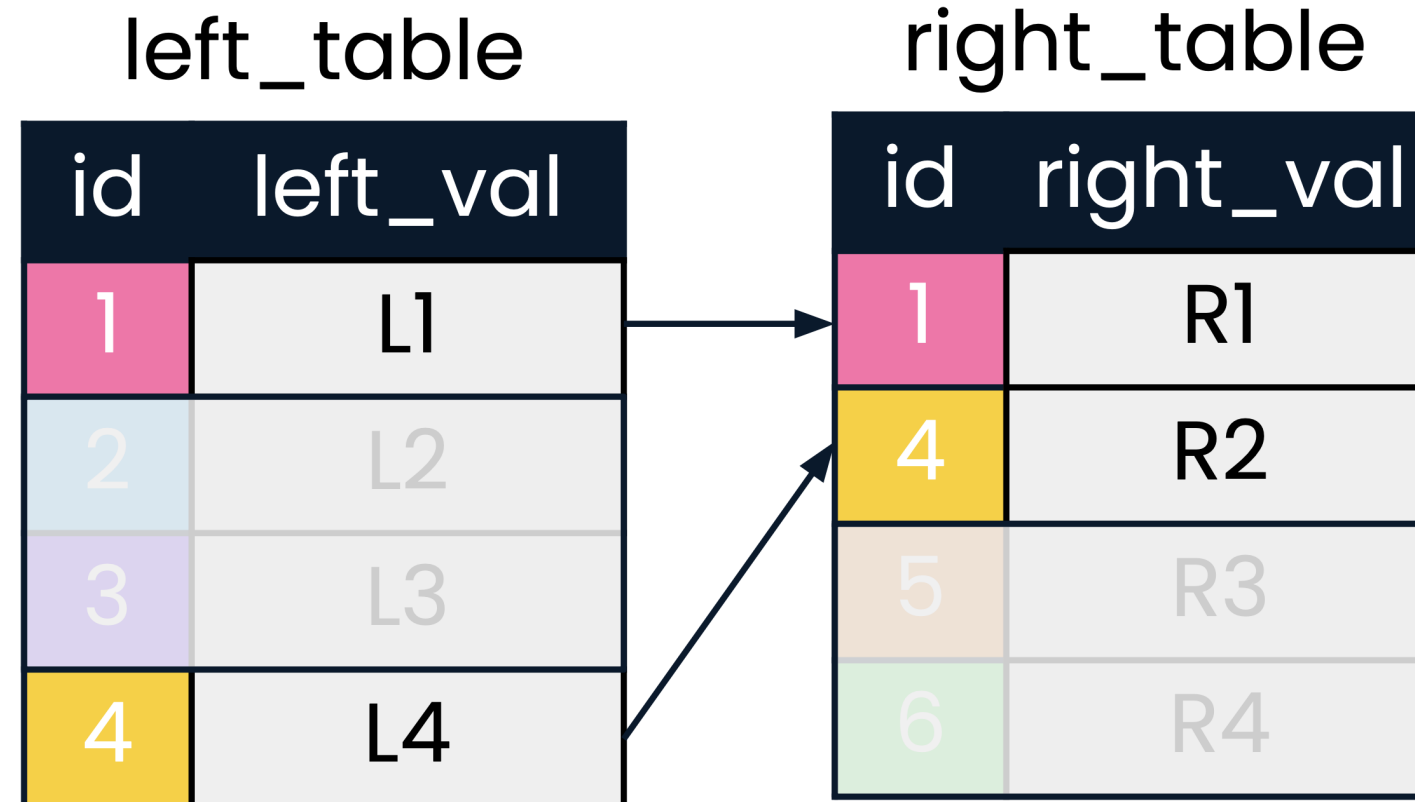 left_table
id left_val
1 L1
2 L2
3 L3
4 L4
right_table
id right_val
1 R1
4 R2
5 R3
6 R4